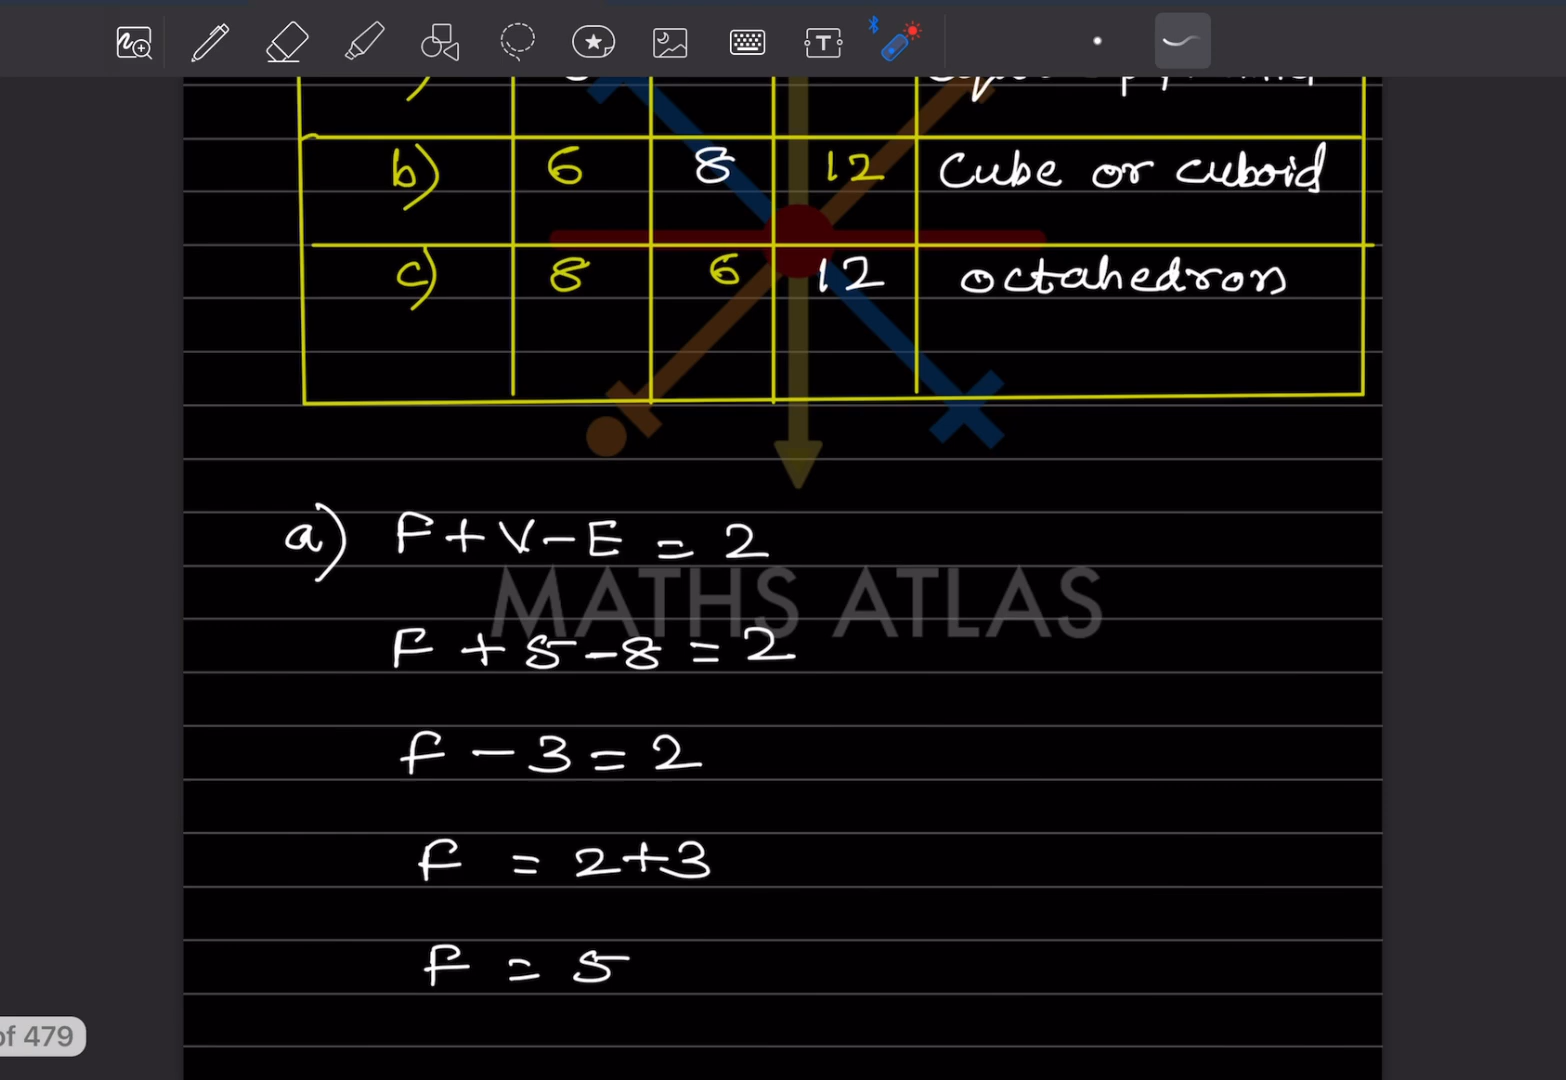 b) 6 8 12 Cube or cuboid
c) 8 6 12 octahedron
a) F + V - E = 2
MATHS ATLAS
F + 5 - 8 = 2
F - 3 = 2
F = 2+3
F = 5
of 479